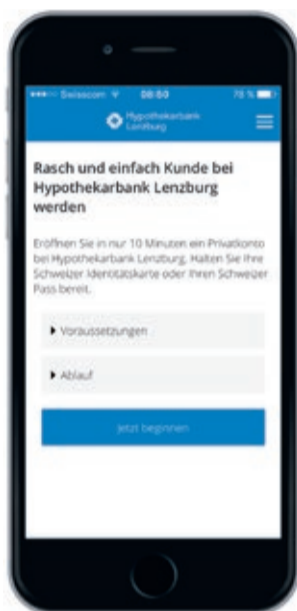 Swisscom 08:50 78 %
Hypothekarbank
Lenzburg
Rasch und einfach Kunde bei
Hypothekarbank Lenzburg
werden
Eröffnen Sie in nur 10 Minuten ein Privatkonto
bei Hypothekarbank Lenzburg. Halten Sie Ihre
Schweizer Identitätskarte oder Ihren Schweizer
Pass bereit.
Voraussetzungen
Ablauf
Jetzt beginnen